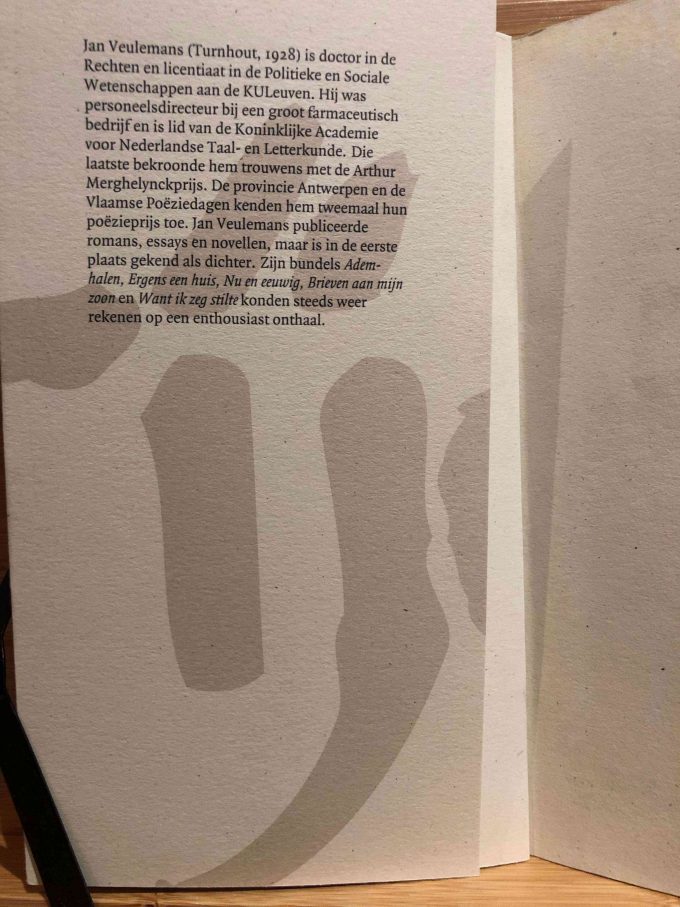 Jan Veulemans (Turnhout, 1928) is doctor in de
Rechten en licentiaat in de Politieke en Sociale
Wetenschappen aan de KULeuven. Hij was
personeelsdirecteur bij een groot farmaceutisch
bedrijf en is lid van de Koninklijke Academie
voor Nederlandse Taal- en Letterkunde. Die
laatste bekroonde hem trouwens met de Arthur
Merghelynckprijs. De provincie Antwerpen en de
Vlaamse Poëziedagen kenden hem tweemaal hun
poëzieprijs toe. Jan Veulemans publiceerde
romans, essays en novellen, maar is in de eerste
plaats gekend als dichter. Zijn bundels Adem-
halen, Ergens een huis, Nu en eeuwig, Brieven aan mijn
zoon en Want ik zeg stilte konden steeds weer
rekenen op een enthousiast onthaal.